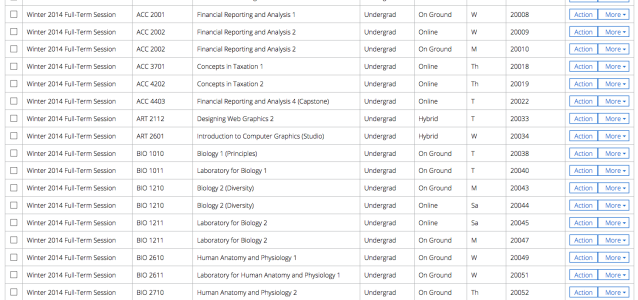 Winter 2014 Full-Term Session ACC 2001 Financial Reporting and Analysis 1 Undergrad On Ground W 20008 Action More
Winter 2014 Full-Term Session ACC 2002 Financial Reporting and Analysis 2 Undergrad Online W 20009 Action More
Winter 2014 Full-Term Session ACC 2002 Financial Reporting and Analysis 2 Undergrad On Ground M 20010 Action More
Winter 2014 Full-Term Session ACC 3701 Concepts in Taxation 1 Undergrad Online Th 20018 Action More
Winter 2014 Full-Term Session ACC 4202 Concepts in Taxation 2 Undergrad Online Th 20019 Action More
Winter 2014 Full-Term Session ACC 4403 Financial Reporting and Analysis 4 (Capstone) Undergrad Online T 20022 Action More
Winter 2014 Full-Term Session ART 2112 Designing Web Graphics 2 Undergrad Hybrid T 20033 Action More
Winter 2014 Full-Term Session ART 2601 Introduction to Computer Graphics (Studio) Undergrad Hybrid W 20034 Action More
Winter 2014 Full-Term Session BIO 1010 Biology 1 (Principles) Undergrad On Ground T 20038 Action More
Winter 2014 Full-Term Session BIO 1011 Laboratory for Biology 1 Undergrad On Ground T 20040 Action More
Winter 2014 Full-Term Session BIO 1210 Biology 2 (Diversity) Undergrad On Ground M 20043 Action More
Winter 2014 Full-Term Session BIO 1210 Biology 2 (Diversity) Undergrad Online Sa 20044 Action More
Winter 2014 Full-Term Session BIO 1211 Laboratory for Biology 2 Undergrad Online Sa 20045 Action More
Winter 2014 Full-Term Session BIO 1211 Laboratory for Biology 2 Undergrad On Ground M 20047 Action More
Winter 2014 Full-Term Session BIO 2610 Human Anatomy and Physiology 1 Undergrad On Ground W 20049 Action More
Winter 2014 Full-Term Session BIO 2611 Laboratory for Human Anatomy and Physiology 1 Undergrad On Ground W 20051 Action More
Winter 2014 Full-Term Session BIO 2710 Human Anatomy and Physiology 2 Undergrad On Ground Th 20052 Action More